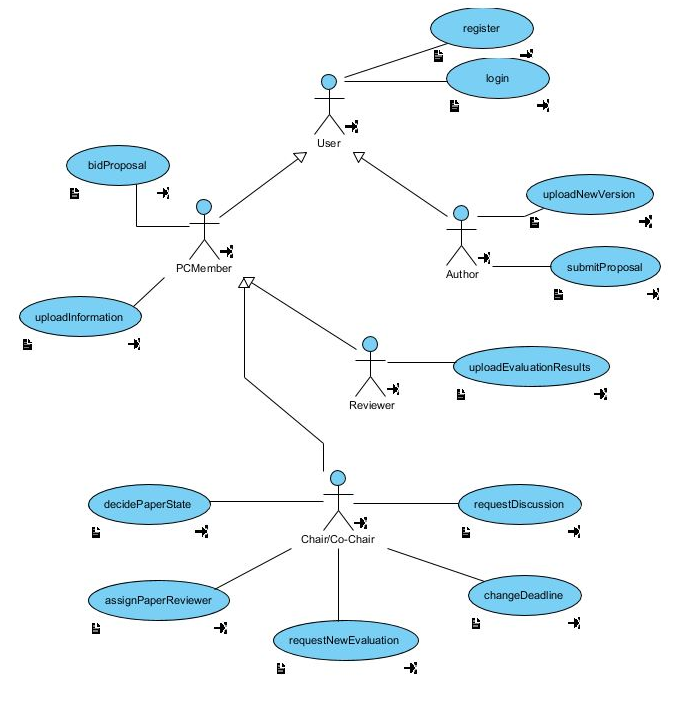 register
login
User
bidProposal
uploadNewVersion
PCMember
Author
submitProposal
uploadInformation
uploadEvaluationResults
Reviewer
decidePaperState
requestDiscussion
Chair/Co-Chair
assignPaperReviewer
changeDeadline
requestNewEvaluation